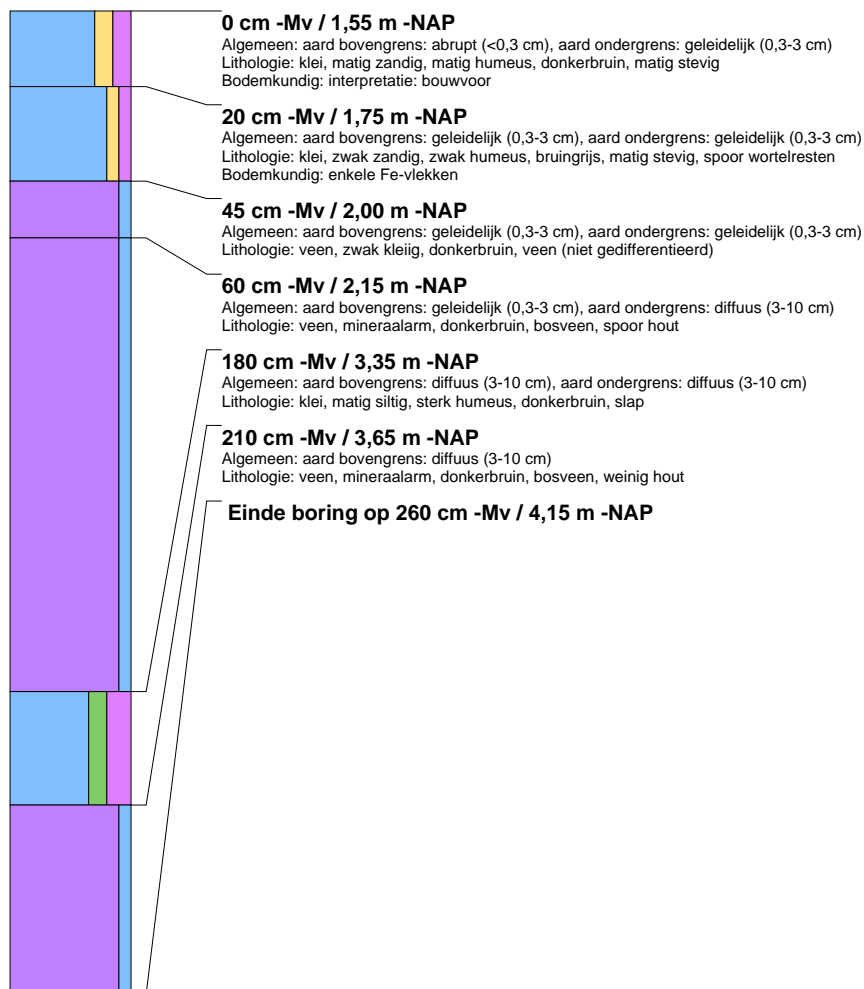 0 cm -Mv / 1,55 m -NAP
Algemeen: aard bovengrens: abrupt (<0,3 cm), aard ondergrens: geleidelijk (0,3-3 cm)
Lithologie: klei, matig zandig, matig humeus, donkerbruin, matig stevig
Bodemkundig: interpretatie: bouwvoor
20 cm -Mv / 1,75 m -NAP
Algemeen: aard bovengrens: geleidelijk (0,3-3 cm), aard ondergrens: geleidelijk (0,3-3 cm)
Lithologie: klei, zwak zandig, zwak humeus, bruingrijs, matig stevig, spoor wortelresten
Bodemkundig: enkele Fe-vlekken
45 cm -Mv / 2,00 m -NAP
Algemeen: aard bovengrens: geleidelijk (0,3-3 cm), aard ondergrens: geleidelijk (0,3-3 cm)
Lithologie: veen, zwak kleiig, donkerbruin, veen (niet gedifferentieerd)
60 cm -Mv / 2,15 m -NAP
Algemeen: aard bovengrens: geleidelijk (0,3-3 cm), aard ondergrens: diffuus (3-10 cm)
Lithologie: veen, mineraalarm, donkerbruin, bosveen, spoor hout
180 cm -Mv / 3,35 m -NAP
Algemeen: aard bovengrens: diffuus (3-10 cm), aard ondergrens: diffuus (3-10 cm)
Lithologie: klei, matig siltig, sterk humeus, donkerbruin, slap
210 cm -Mv / 3,65 m -NAP
Algemeen: aard bovengrens: diffuus (3-10 cm)
Lithologie: veen, mineraalarm, donkerbruin, bosveen, weinig hout
Einde boring op 260 cm -Mv / 4,15 m -NAP